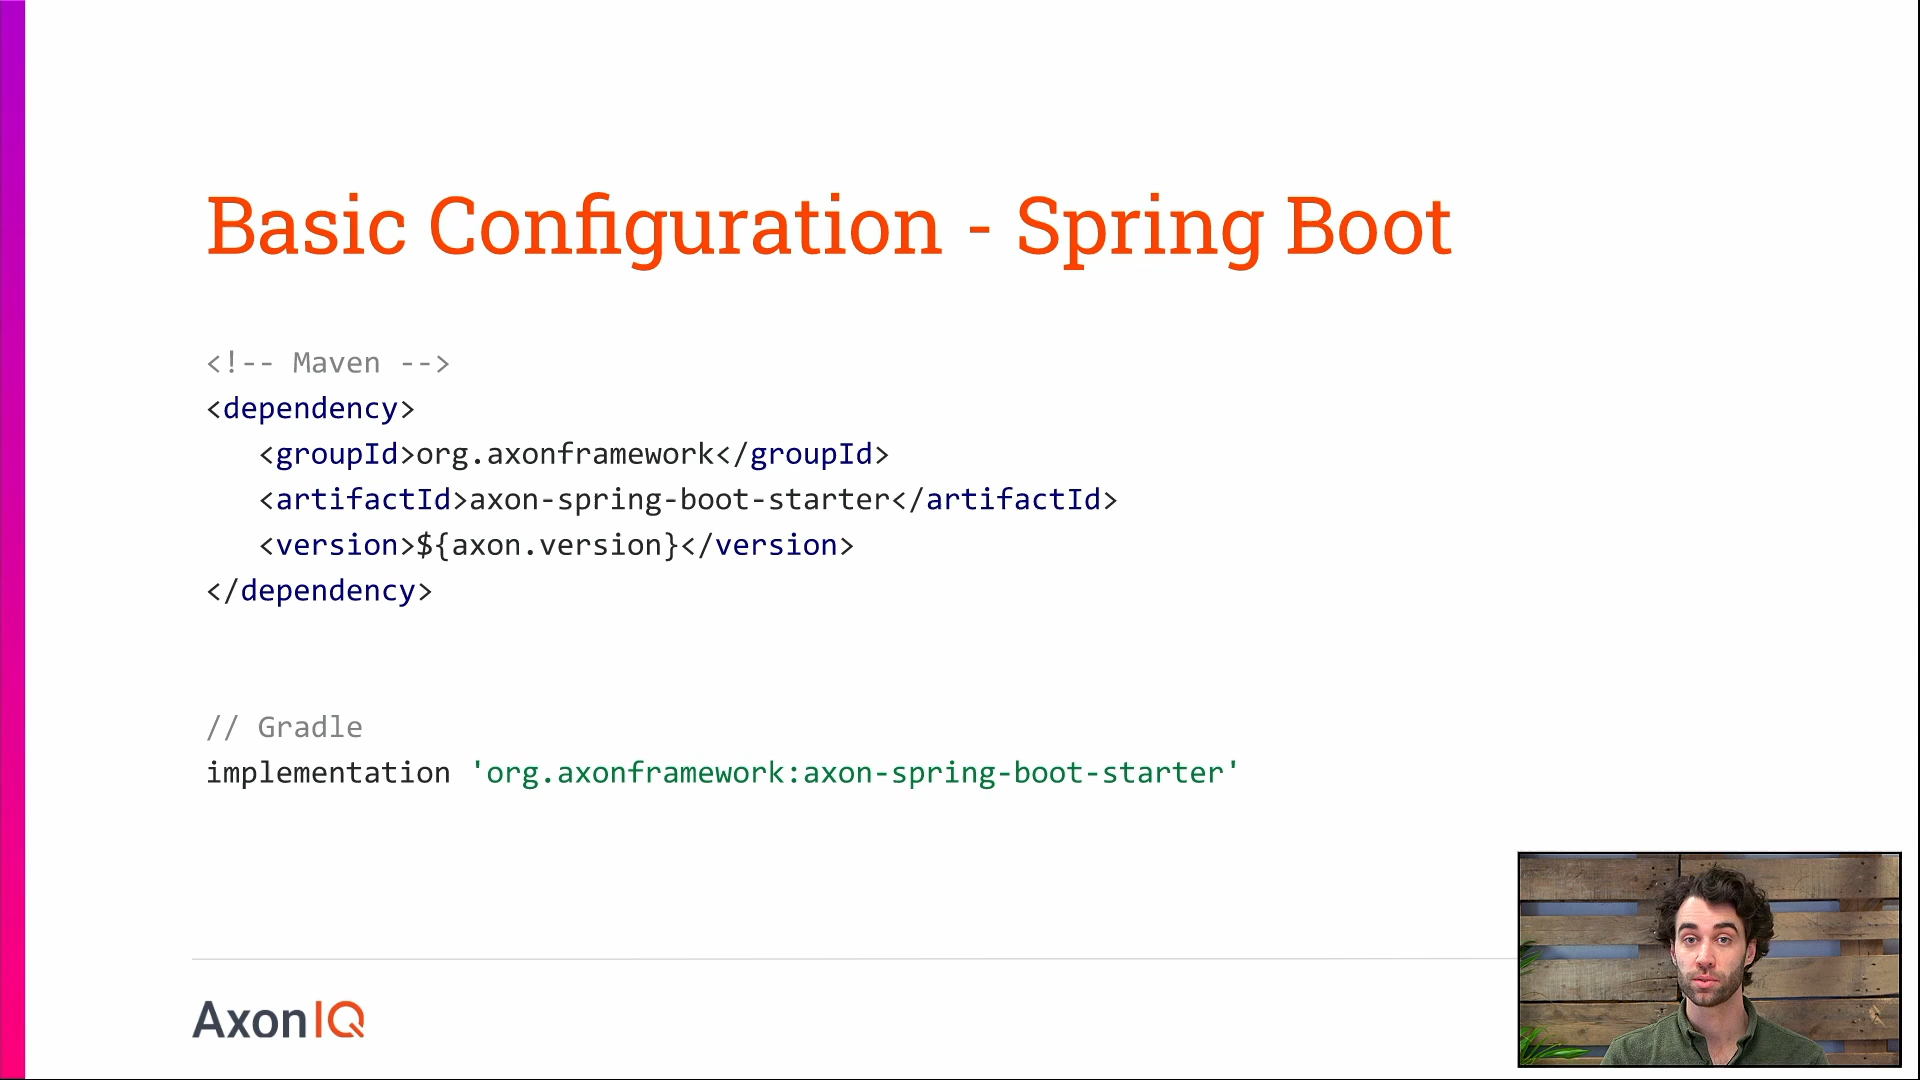 Basic Configuration - Spring Boot
<!-- Maven -->
<dependency>
<groupId>org.axonframework</groupId>
<artifactId>axon-spring-boot-starter</artifactId>
<version>${axon.version}</version>
</dependency>
// Gradle
implementation 'org.axonframework:axon-spring-boot-starter'
AxonIQ